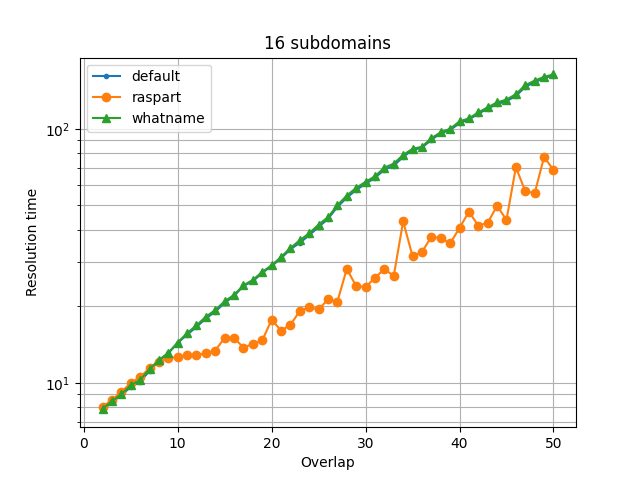 16 subdomains
default
raspart
whatname
Resolution time
10²
10¹
0 10 20 30 40 50
Overlap